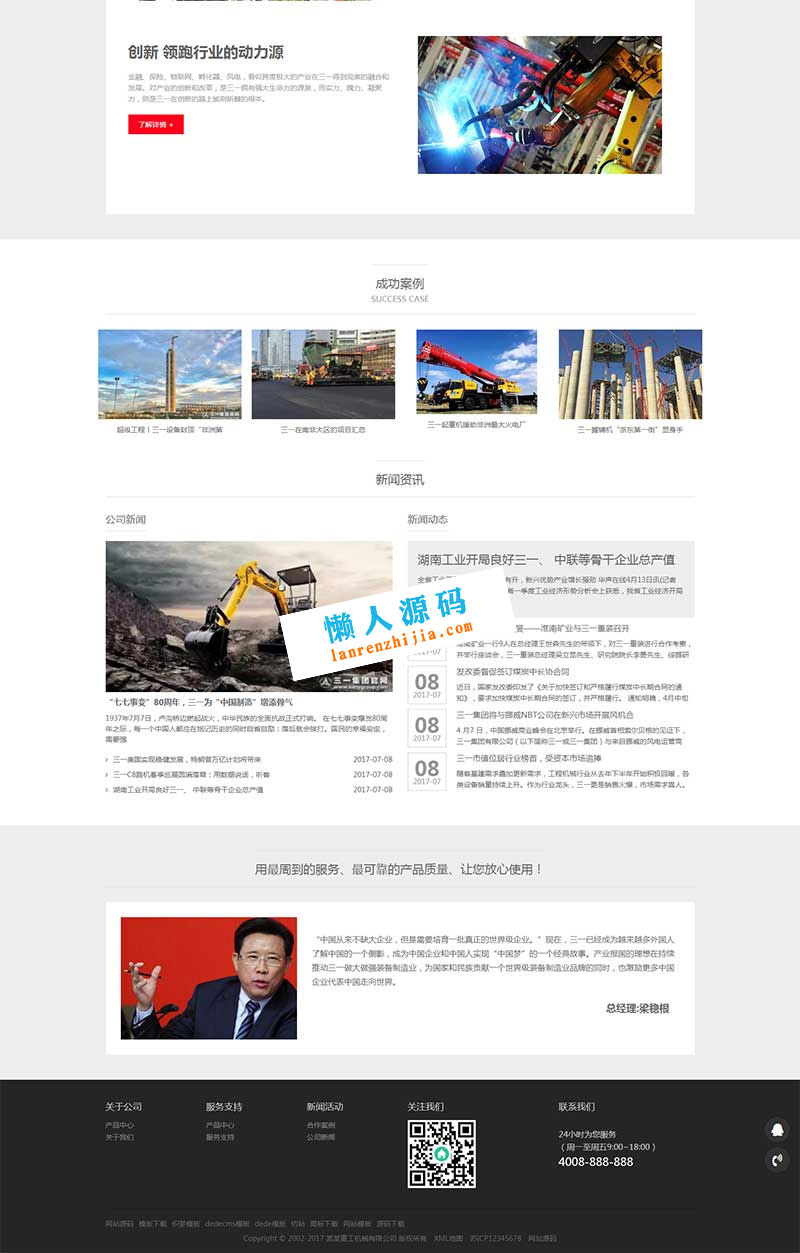 创新 领跑行业的动力源
金融、保险、物联网、孵化器、风电，看似跨度极大的产业在三一得到完美的融合和
发展。对产业的创新和改革，是三一拥有强大生命力的源泉，而实力、魄力、凝聚
力，则是三一在创新的路上披荆斩棘的根本。
了解详情 +
成功案例
SUCCESS CASE
超级工程丨三一设备封顶“非洲第
三一在南非大区的项目汇总
三一起重机援助非洲最大火电厂
三一摊铺机“浙东第一街”显身手
新闻资讯
公司新闻
三一集团官网
“七七事变”80周年，三一为“中国制造”增添骨气
1937年7月7日，卢沟桥边燃起战火，中华民族的全面抗战正式打响。在七七事变爆发80周
年之际，每一个中国人都应在铭记历史的同时自省自励：落后就会挨打。国民的幸福安定，
需要强
三一美国实现稳健发展，特朗普万亿计划将带来 2017-07-08
三一C8路机春季巡展圆满落幕：用数据说话，听客 2017-07-08
湖南工业开局良好三一、 中联等骨干企业总产值 2017-07-08
新闻动态
湖南工业开局良好三一、 中联等骨干企业总产值
有升，新兴优势产业增长强劲 华声在线4月13日讯(记者
省一季度工业经济形势分析会上获悉，我省工业经济开局
——淮南矿业与三一重装召开
淮南矿业一行9人在总经理王世森先生的带领下，对三一重装进行合作考察，
并举行座谈会，三一重装总经理吴立昆先生、研究院院长李恩先生、综掘研
2017-07
08
2017-07
发改委督促签订煤炭中长协合同
近日，国家发改委印发了《关于加快签订和严格履行煤炭中长期合同的通
知》，要求加快煤炭中长期合同的签订，并严格履行。 通知明确，4月中旬
08
2017-07
三一集团将与挪威NBT公司在新兴市场开展风机合
4 月7 日，中国挪威商业峰会在北京举行。在挪威首相索尔贝格的见证下，
三一集团有限公司（以下简称三一或三一集团）与来自挪威的风电运营商
08
2017-07
三一市值位居行业榜首，受资本市场追捧
随着基建需求叠加更新需求，工程机械行业从去年下半年开始积极回暖，各
类设备销量持续上升。作为行业龙头，三一更是销售火爆，市场需求喜人。
懒人源码
lanrenzhijia.com
用最周到的服务、最可靠的产品质量、让您放心使用！
“中国从来不缺大企业，但是需要培育一批真正的世界级企业。”现在，三一已经成为越来越多外国人
了解中国的一个侧影，成为中国企业和中国人实现“中国梦”的一个经典故事。产业报国的理想在持续
推动三一做大做强装备制造业，为国家和民族贡献一个世界级装备制造业品牌的同时，也激励更多中国
企业代表中国走向世界。
总经理:梁稳根
关于公司
产品中心
关于我们
服务支持
产品中心
服务支持
新闻活动
合作案例
公司新闻
关注我们
联系我们
24小时为您服务
（周一至周五9:00~18:00 ）
4008-888-888
网站源码 模板下载 织梦模板 dedecms模板 dede模板 仿站 图标下载 网站模板 源码下载
Copyright © 2002-2017 某某重工机械有限公司 版权所有 XML地图 苏ICP12345678 网站源码